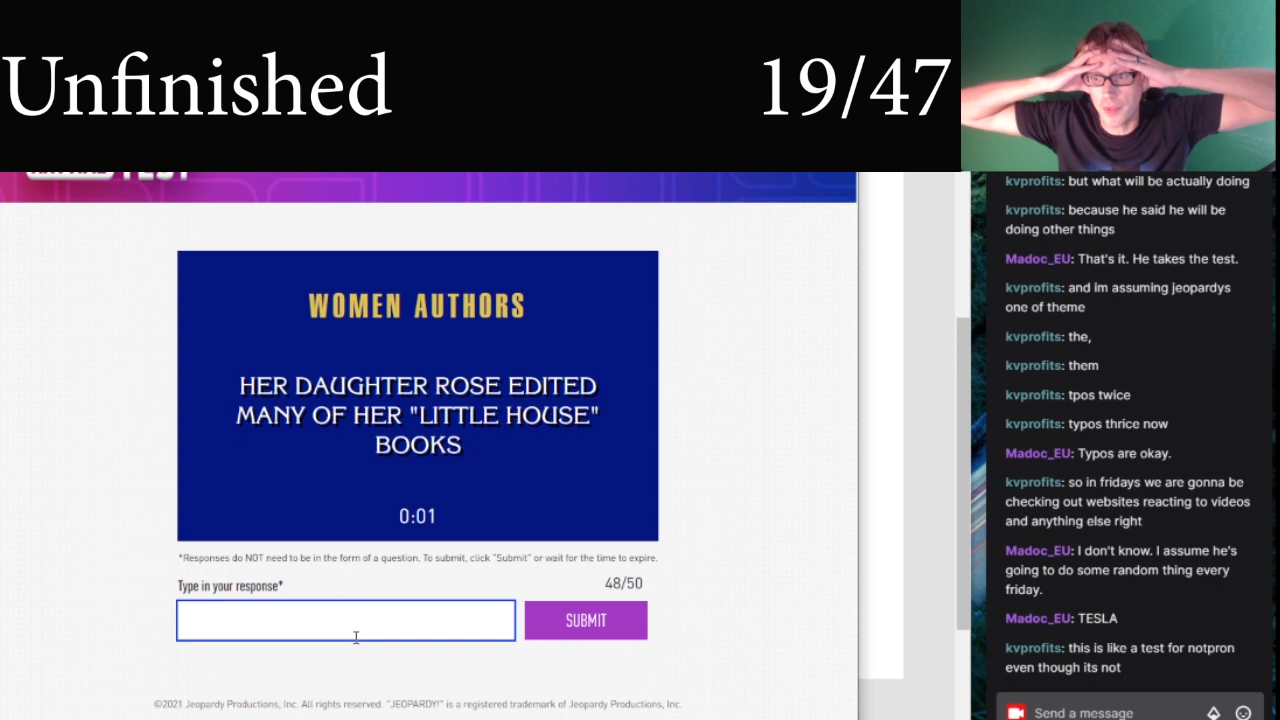 Unfinished
19/47
TEST
WOMEN AUTHORS
HER DAUGHTER ROSE EDITED
MANY OF HER "LITTLE HOUSE"
BOOKS
0:01
*Responses do NOT need to be in the form of a question. To submit, click "Submit" or wait for the time to expire.
Type in your response*
48/50
SUBMIT
©2021 Jeopardy Productions, Inc. All rights reserved. "JEOPARDY!" is a registered trademark of Jeopardy Productions, Inc.
kvprofits: but what will be actually doing
kvprofits: because he said he will be
doing other things
Madoc_EU: That's it. He takes the test.
kvprofits: and im assuming jeopardys
one of theme
kvprofits: the,
kvprofits: them
kvprofits: tpos twice
kvprofits: typos thrice now
Madoc_EU: Typos are okay.
kvprofits: so in fridays we are gonna be
checking out websites reacting to videos
and anything else right
Madoc_EU: I don't know. I assume he's
going to do some random thing every
friday.
Madoc_EU: TESLA
kvprofits: this is like a test for notpron
even though its not
Send a message